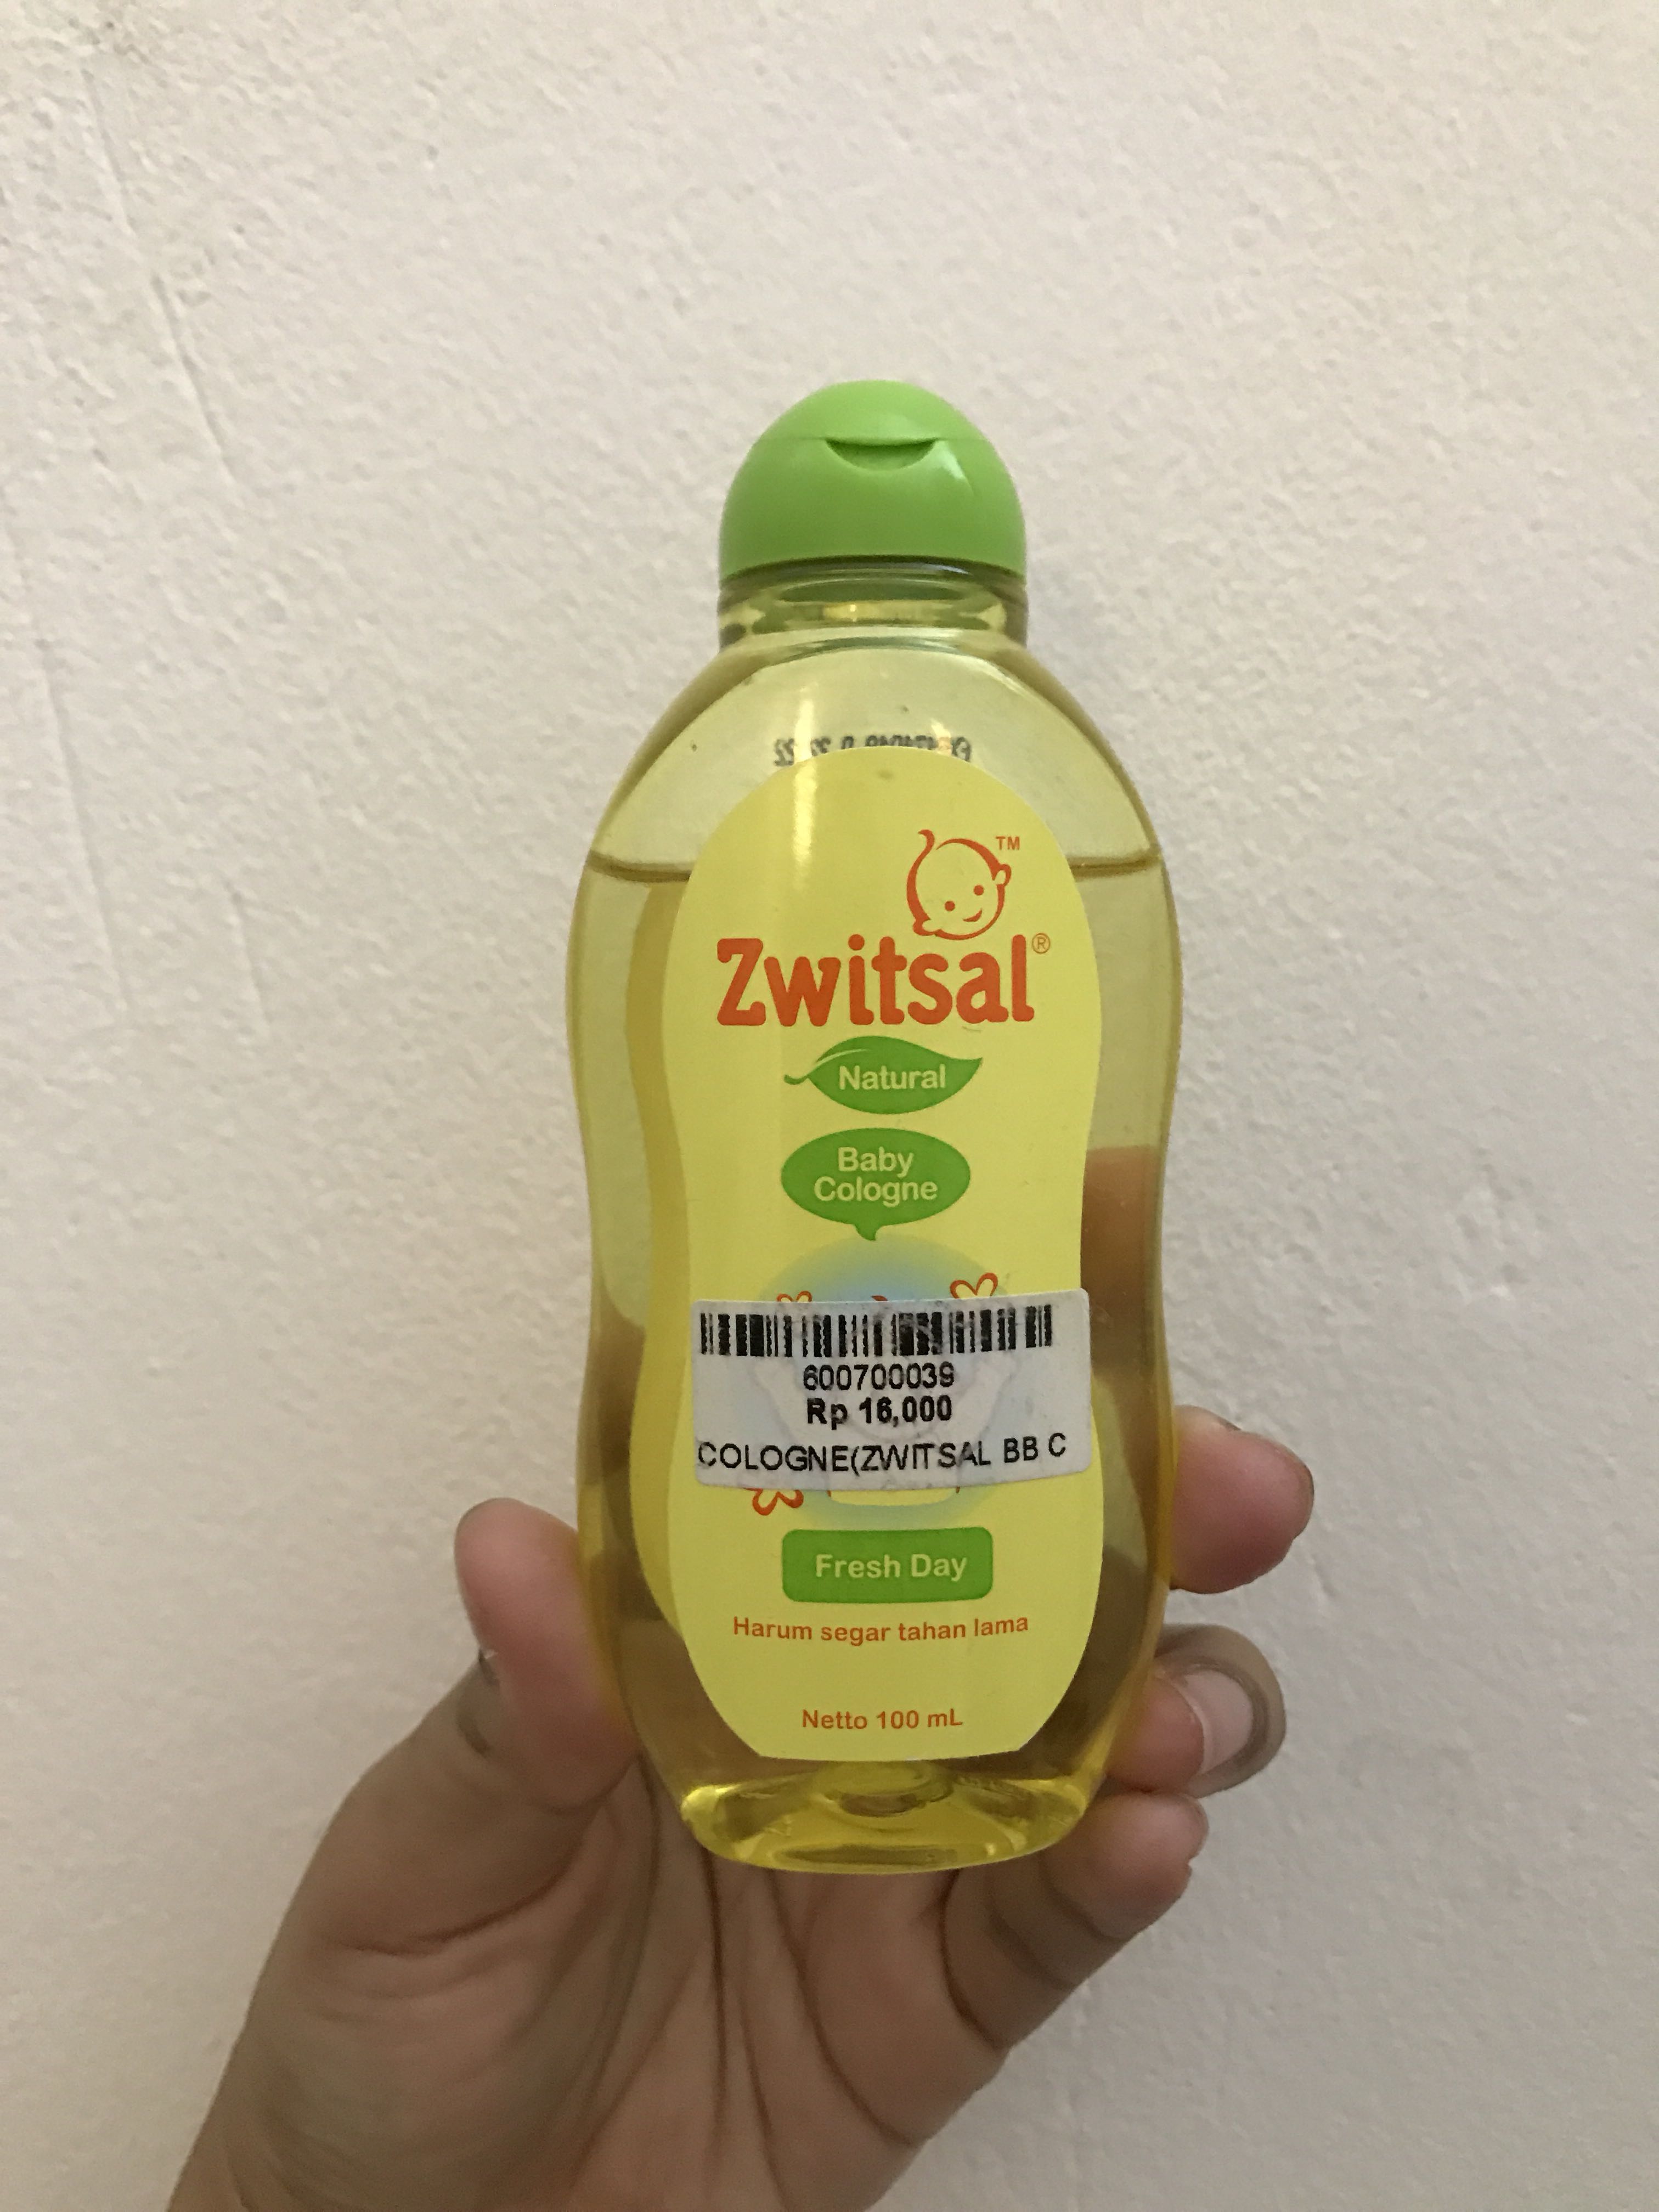 TM
Zwitsal®
Natural
Baby
Cologne
600700039
Rp 16,000
COLOGNE(ZWITSAL BB C
Fresh Day
Harum segar tahan lama
Netto 100 mL